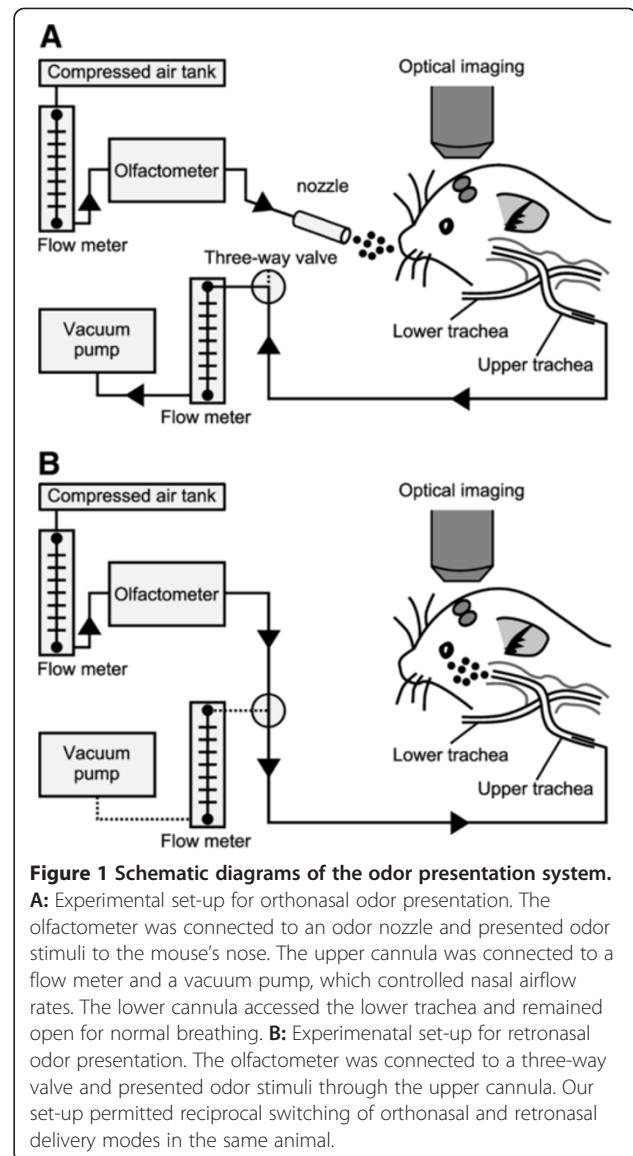 A
Compressed air tank
Optical imaging
Olfactometer
nozzle
Flow meter
Three-way valve
Vacuum
pump
Lower trachea
Upper trachea
Flow meter
B
Compressed air tank
Optical imaging
Olfactometer
Flow meter
Vacuum
pump
Lower trachea
Upper trachea
Flow meter
Figure 1 Schematic diagrams of the odor presentation system.
A: Experimental set-up for orthonasal odor presentation. The
olfactometer was connected to an odor nozzle and presented odor
stimuli to the mouse's nose. The upper cannula was connected to a
flow meter and a vacuum pump, which controlled nasal airflow
rates. The lower cannula accessed the lower trachea and remained
open for normal breathing. B: Experimenatal set-up for retronasal
odor presentation. The olfactometer was connected to a three-way
valve and presented odor stimuli through the upper cannula. Our
set-up permitted reciprocal switching of orthonasal and retronasal
delivery modes in the same animal.